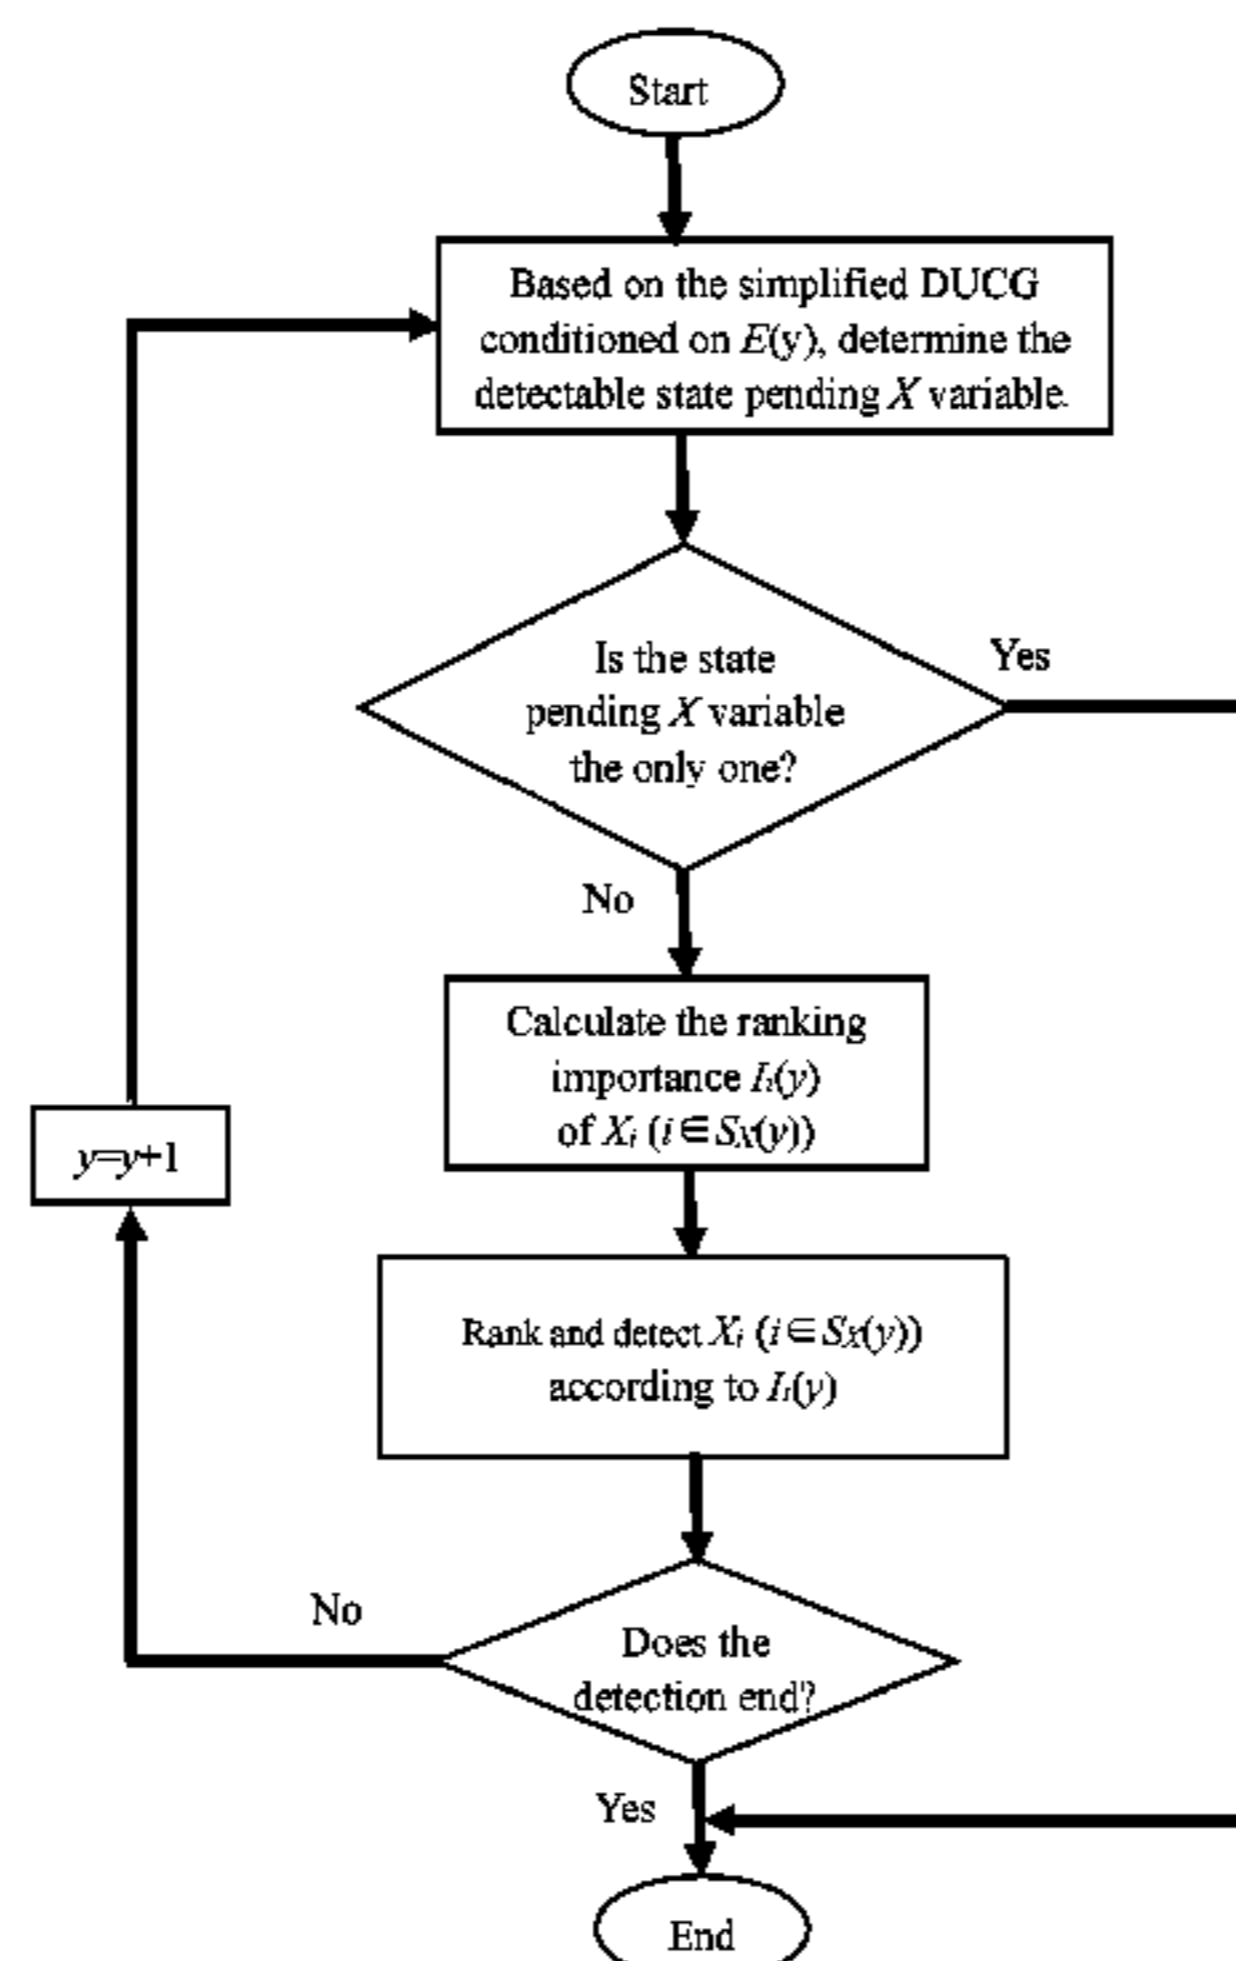 Start
Based on the simplified DUCG
conditioned on E(y), determine the
detectable state pending X variable.
Is the state
pending X variable
the only one?
Yes
No
Calculate the ranking
importance Iᵢ(y)
of Xᵢ (i∈S_X(y))
y=y+1
Rank and detect Xᵢ (i∈S_X(y))
according to Iᵢ(y)
No
Does the
detection end?
Yes
End